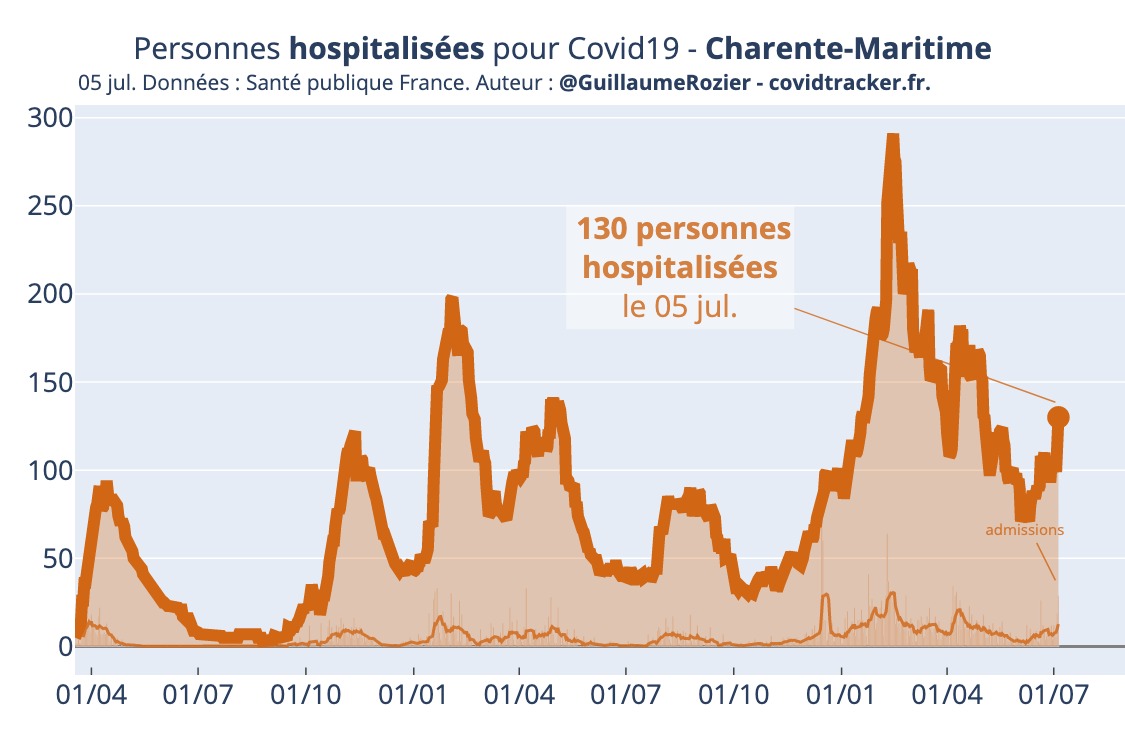 Personnes hospitalisées pour Covid19 - Charente-Maritime
05 jul. Données : Santé publique France. Auteur : @GuillaumeRozier - covidtracker.fr.
300
250
200
150
100
50
0
130 personnes
hospitalisées
le 05 jul.
admissions
01/04 01/07 01/10 01/01 01/04 01/07 01/10 01/01 01/04 01/07